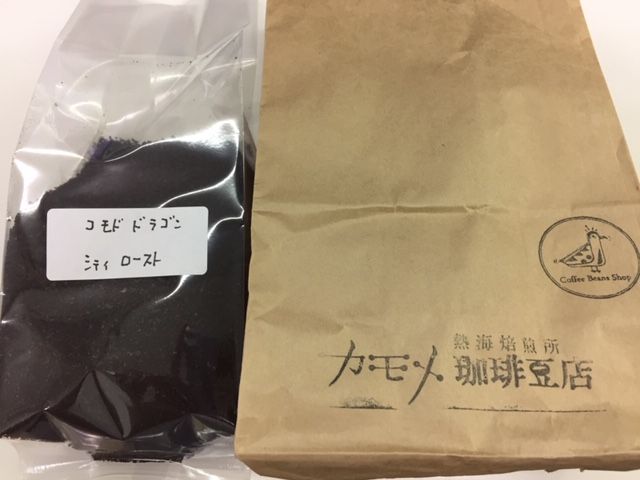 コモド ドラゴン
シティ ロースト
Coffee Beans Shop
熱海焙煎所
カモメ 珈琲豆店